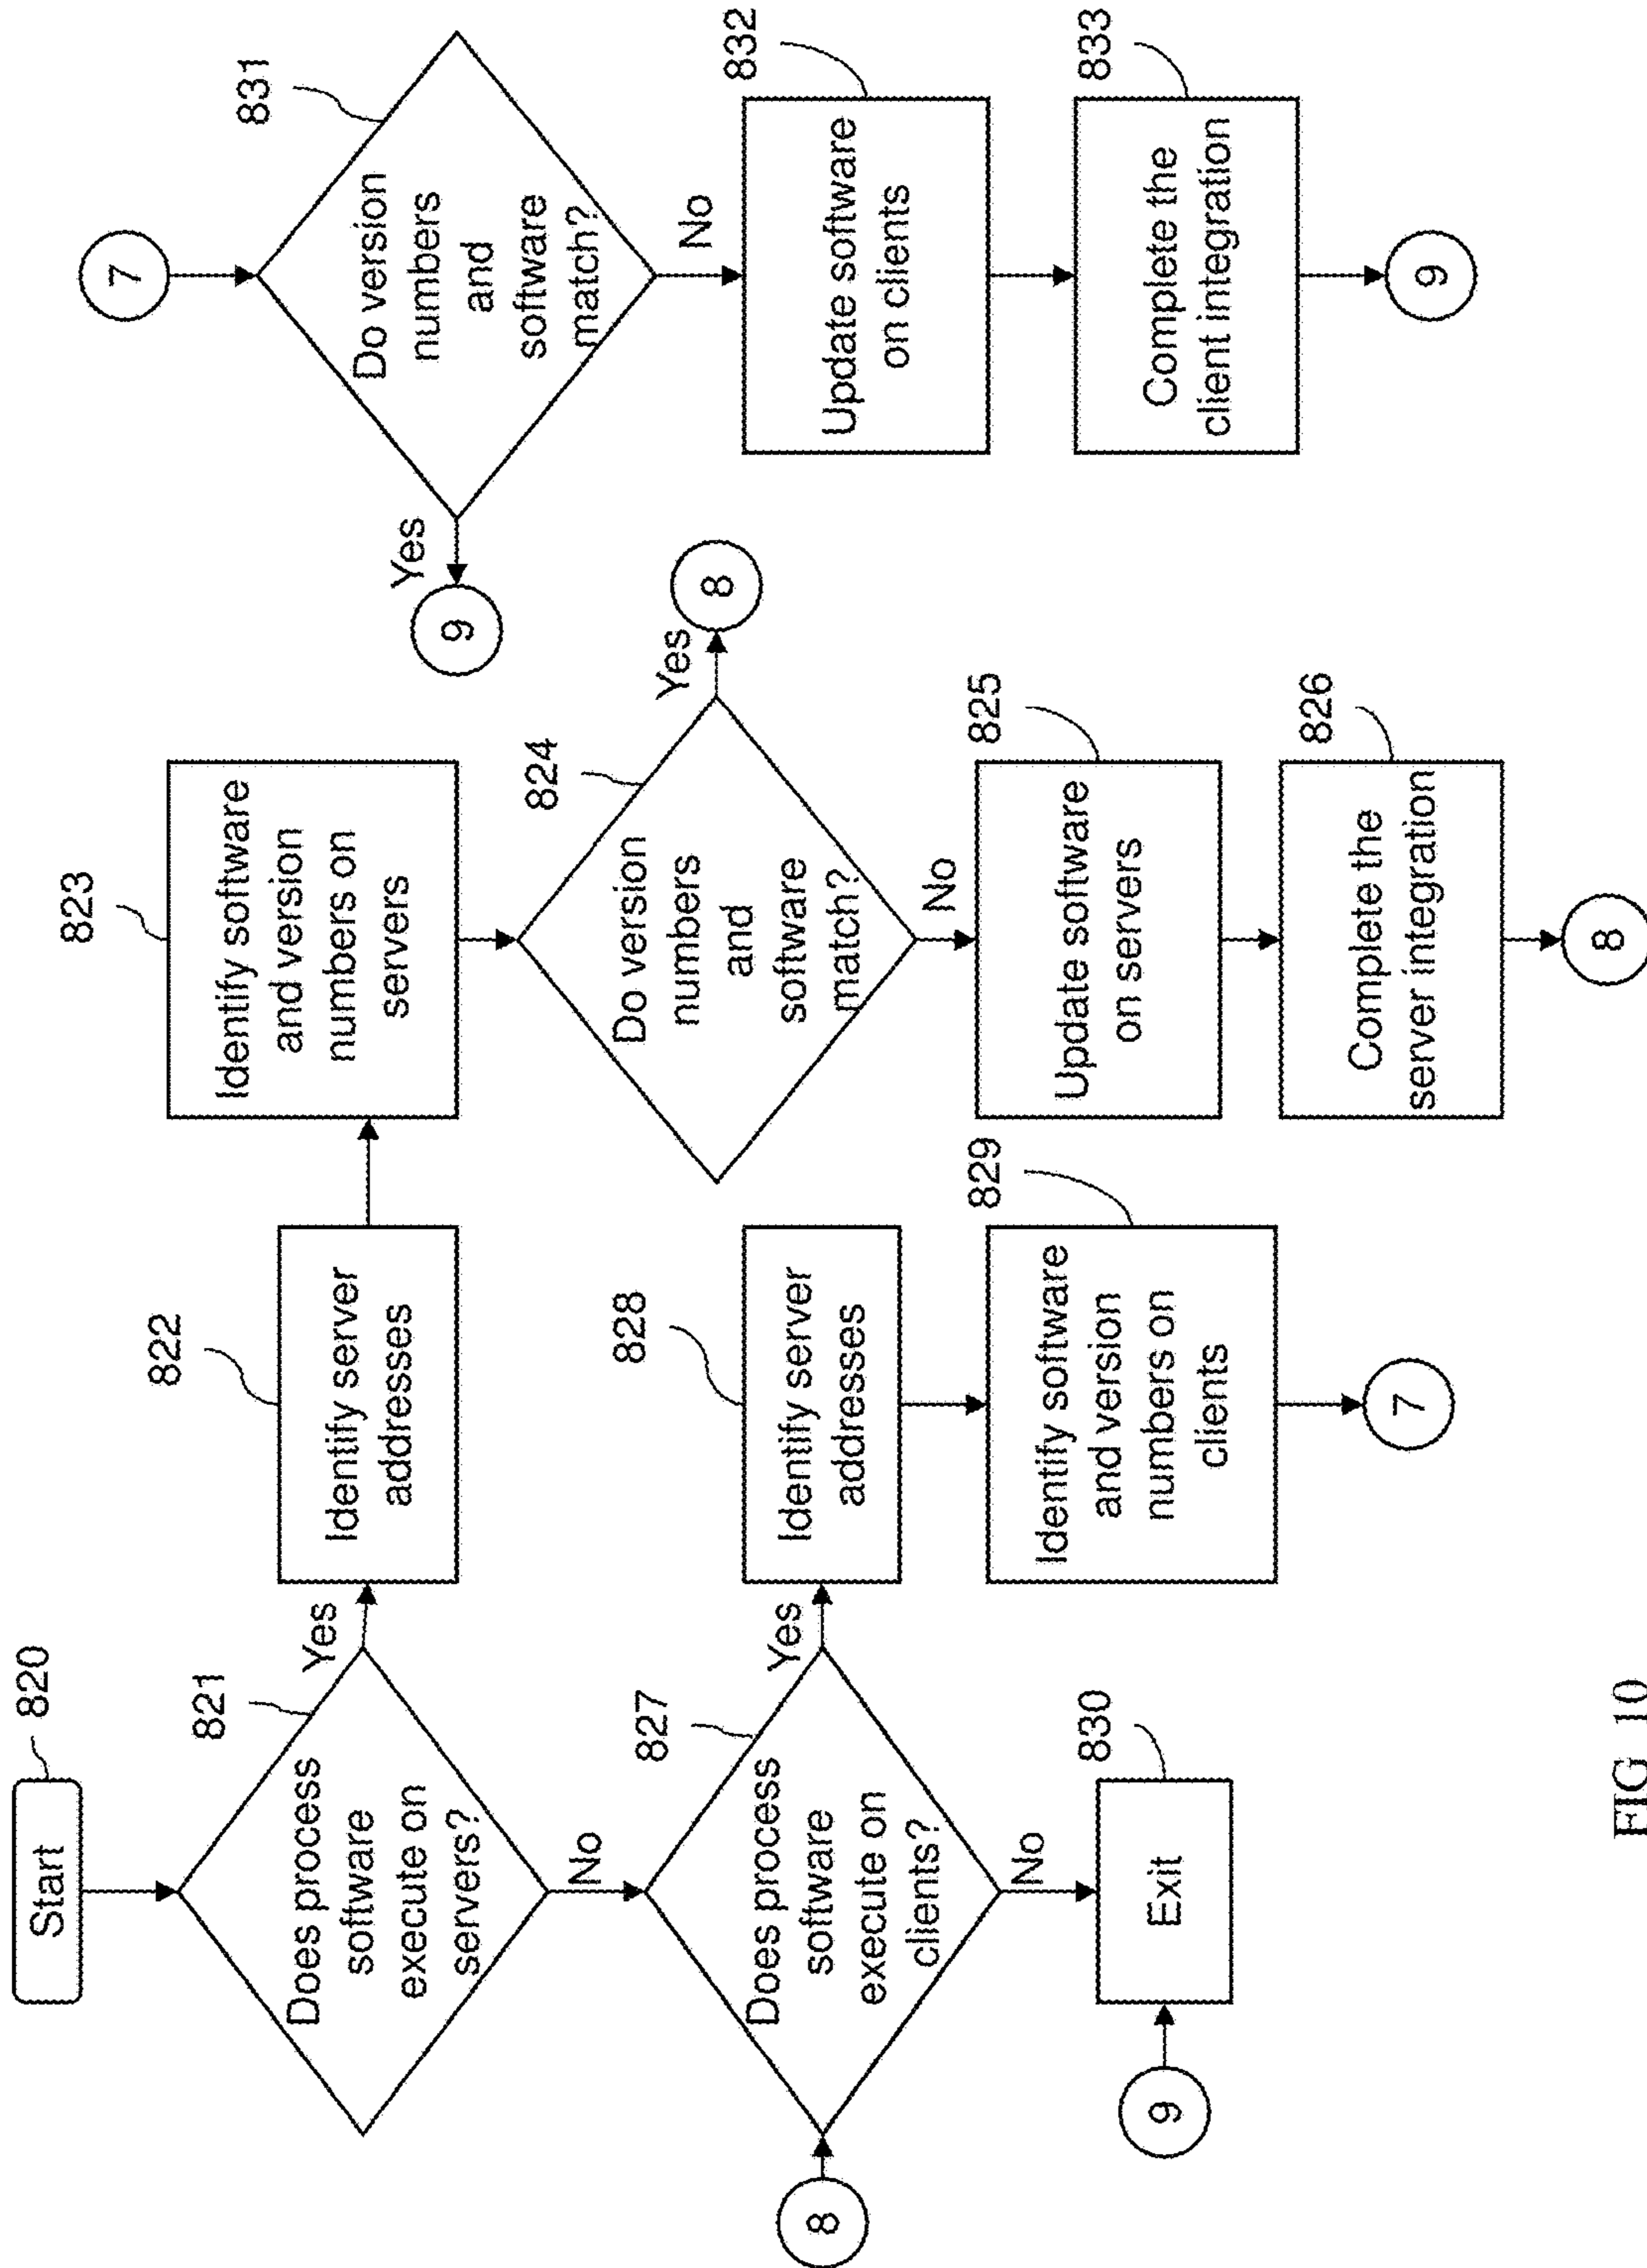 Start
820
Does process
software
execute on
servers?
821
Yes
No
Identify server
addresses
822
Identify software
and version
numbers on
servers
823
Do version
numbers
and
software
match?
824
Yes
8
No
Update software
on servers
825
Complete the
server integration
826
8
8
Does process
software
execute on
clients?
827
Yes
No
Identify server
addresses
828
Identify software
and version
numbers on
clients
829
7
9
Exit
830
7
Do version
numbers
and
software
match?
831
Yes
9
No
Update software
on clients
832
Complete the
client integration
833
9
FIG 10